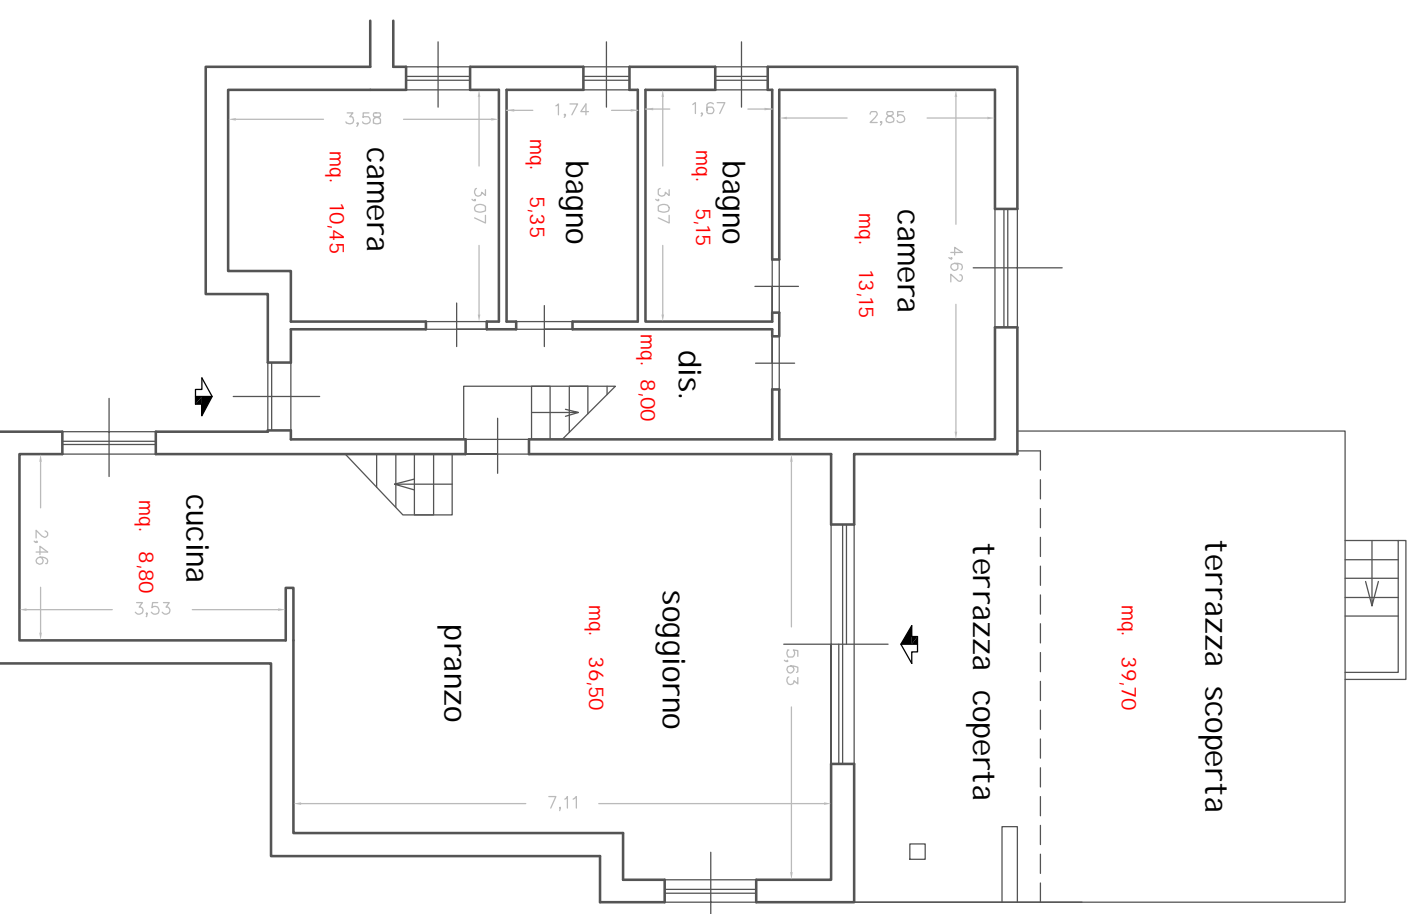 3,58
1,74
1,67
2,85
camera
mq. 10,45
3,07
bagno
mq. 5,35
bagno
mq. 5,15
3,07
camera
mq. 13,15
4,62
dis.
mq. 8,00
cucina
mq. 8,80
2,46
3,53
soggiorno
mq. 36,50
pranzo
5,63
7,11
terrazza coperta
terrazza scoperta
mq. 39,70